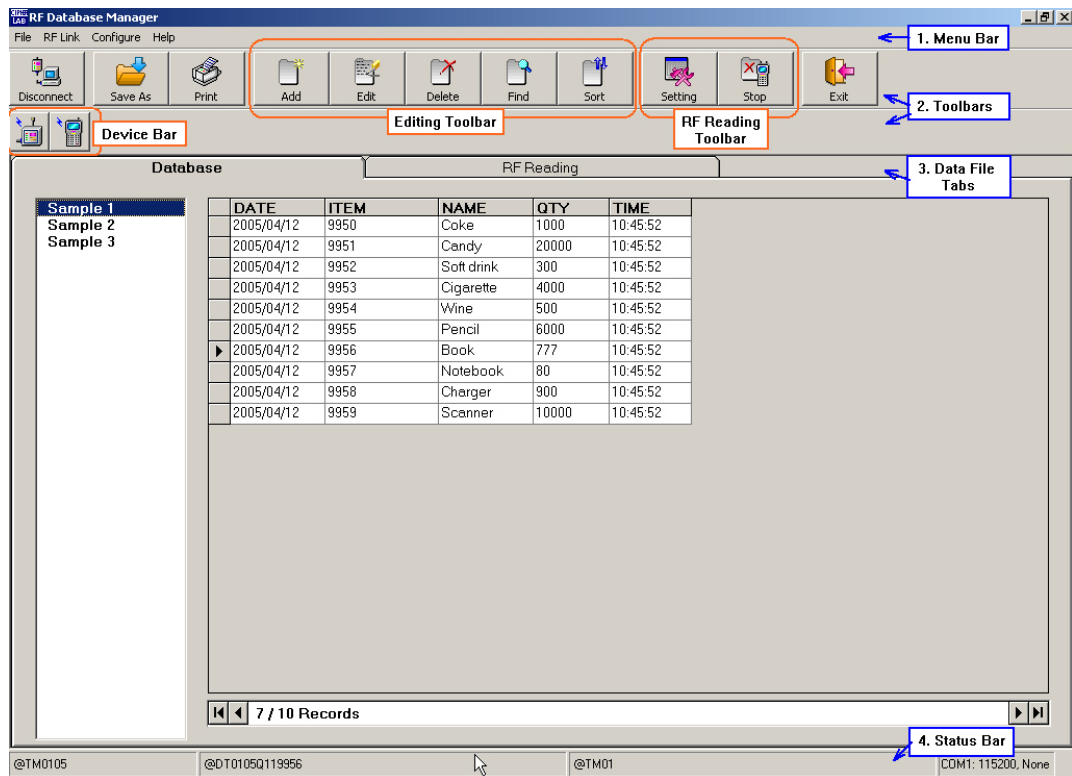 CIPHER LAB RF Database Manager
File RF Link Configure Help
1. Menu Bar
Disconnect Save As Print Add Edit Delete Find Sort Setting Stop Exit
2. Toolbars
Editing Toolbar
RF Reading
Toolbar
Device Bar
Database RF Reading
3. Data File
Tabs
Sample 1
Sample 2
Sample 3
DATE ITEM NAME QTY TIME
2005/04/12 9950 Coke 1000 10:45:52
2005/04/12 9951 Candy 20000 10:45:52
2005/04/12 9952 Soft drink 300 10:45:52
2005/04/12 9953 Cigarette 4000 10:45:52
2005/04/12 9954 Wine 500 10:45:52
2005/04/12 9955 Pencil 6000 10:45:52
2005/04/12 9956 Book 777 10:45:52
2005/04/12 9957 Notebook 80 10:45:52
2005/04/12 9958 Charger 900 10:45:52
2005/04/12 9959 Scanner 10000 10:45:52
7 / 10 Records
4. Status Bar
@TM0105 @DT0105Q119956 @TM01 COM1: 115200, None